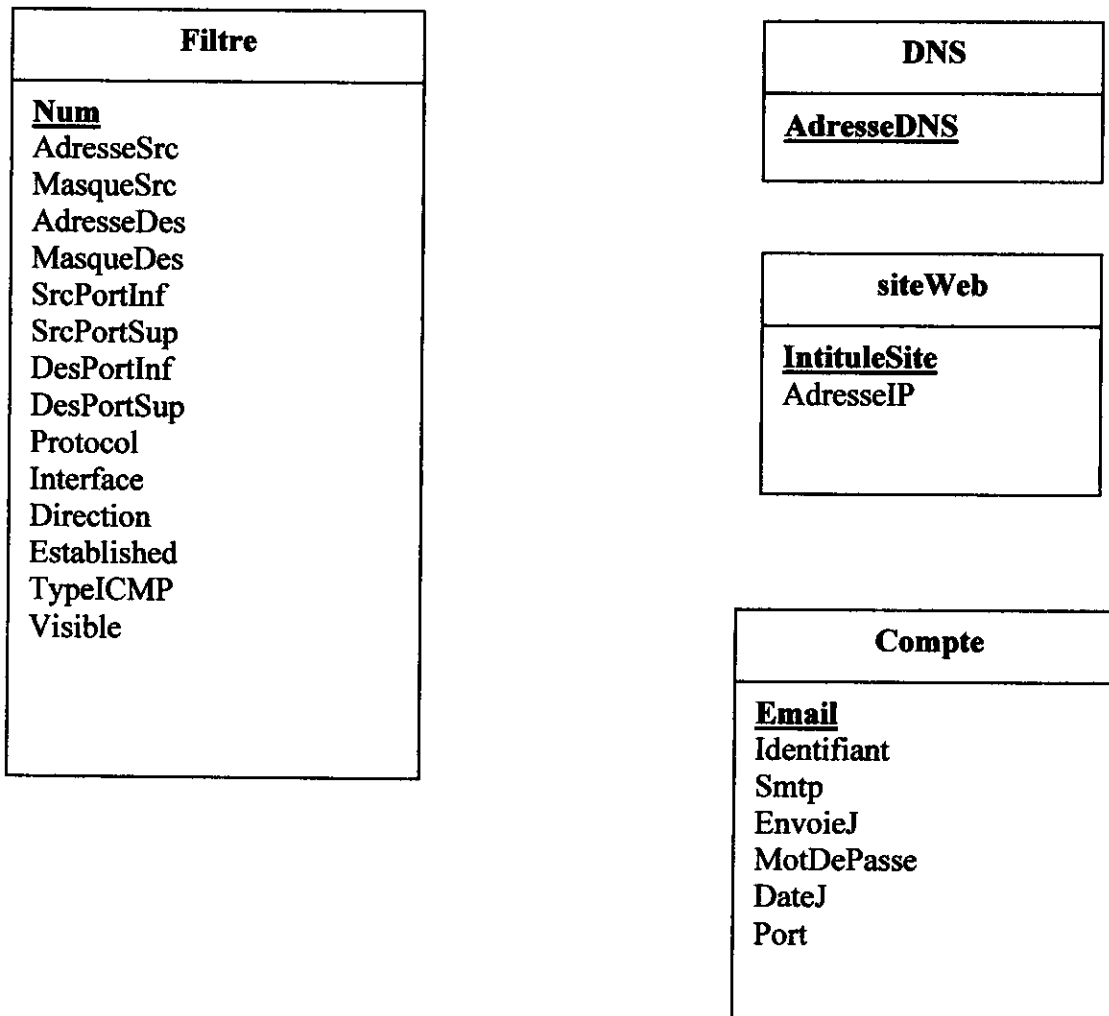 Filtre
Num
AdresseSrc
MasqueSrc
AdresseDes
MasqueDes
SrcPortInf
SrcPortSup
DesPortInf
DesPortSup
Protocol
Interface
Direction
Established
TypeICMP
Visible
DNS
AdresseDNS
siteWeb
IntituleSite
AdresseIP
Compte
Email
Identifiant
Smtp
EnvoieJ
MotDePasse
DateJ
Port